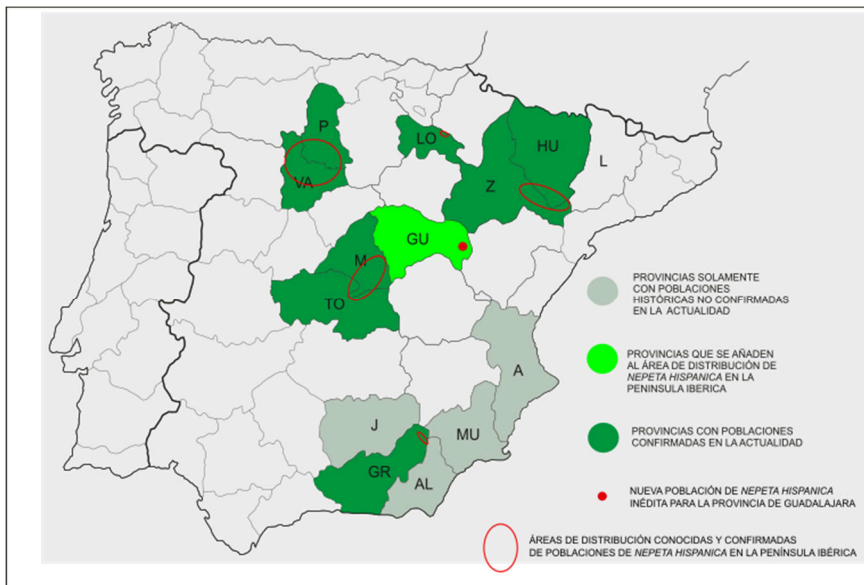 P
LO
HU
L
VA
Z
GU
M
TO
A
J
MU
GR
AL
PROVINCIAS SOLAMENTE
CON POBLACIONES
HISTÓRICAS NO CONFIRMADAS
EN LA ACTUALIDAD
PROVINCIAS QUE SE AÑADEN
AL ÁREA DE DISTRIBUCIÓN DE
NEPETA HISPANICA EN LA
PENINSULA IBERICA
PROVINCIAS CON POBLACIONES
CONFIRMADAS EN LA ACTUALIDAD
NUEVA POBLACIÓN DE NEPETA HISPANICA
INÉDITA PARA LA PROVINCIA DE GUADALAJARA
ÁREAS DE DISTRIBUCIÓN CONOCIDAS Y CONFIRMADAS
DE POBLACIONES DE NEPETA HISPANICA EN LA PENÍNSULA IBÉRICA